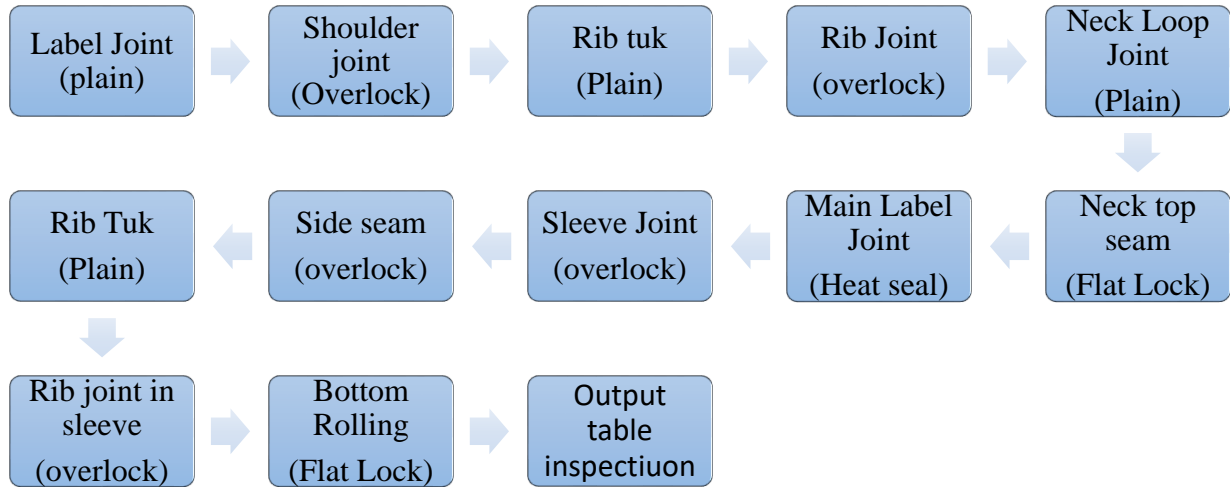 Label Joint
(plain)
Shoulder
joint
(Overlock)
Rib tuk
(Plain)
Rib Joint
(overlock)
Neck Loop
Joint
(Plain)
Neck top
seam
(Flat Lock)
Main Label
Joint
(Heat seal)
Sleeve Joint
(overlock)
Side seam
(overlock)
Rib Tuk
(Plain)
Rib joint in
sleeve
(overlock)
Bottom
Rolling
(Flat Lock)
Output
table
inspectiuon